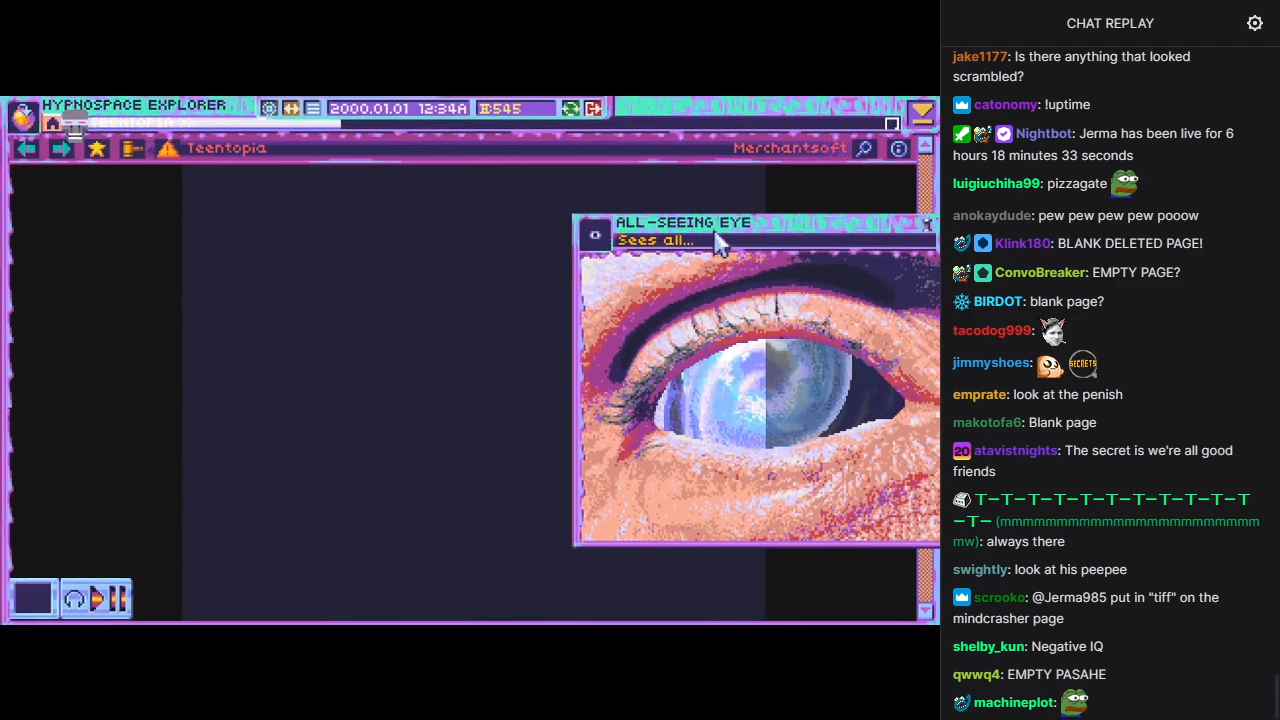 CHAT REPLAY
HYPNOSPACE EXPLORER
2000.01.01 12:34A
545
TEENTOPIA >>
Teentopia
Merchantsoft
ALL-SEEING EYE
Sees all...
jake1177: Is there anything that looked
scrambled?
catonomy: !uptime
Nightbot: Jerma has been live for 6
hours 18 minutes 33 seconds
luigiuchiha99: pizzagate
anokaydude: pew pew pew pew pooow
Klink180: BLANK DELETED PAGE!
ConvoBreaker: EMPTY PAGE?
BIRDOT: blank page?
tacodog999:
jimmyshoes: SECRETS
emprate: look at the penish
makotofa6: Blank page
20 atavistnights: The secret is we're all good
friends
mw): always there
swightly: look at his peepee
scrooko: @Jerma985 put in "tiff" on the
mindcrasher page
shelby_kun: Negative IQ
qwwq4: EMPTY PASAHE
machineplot: